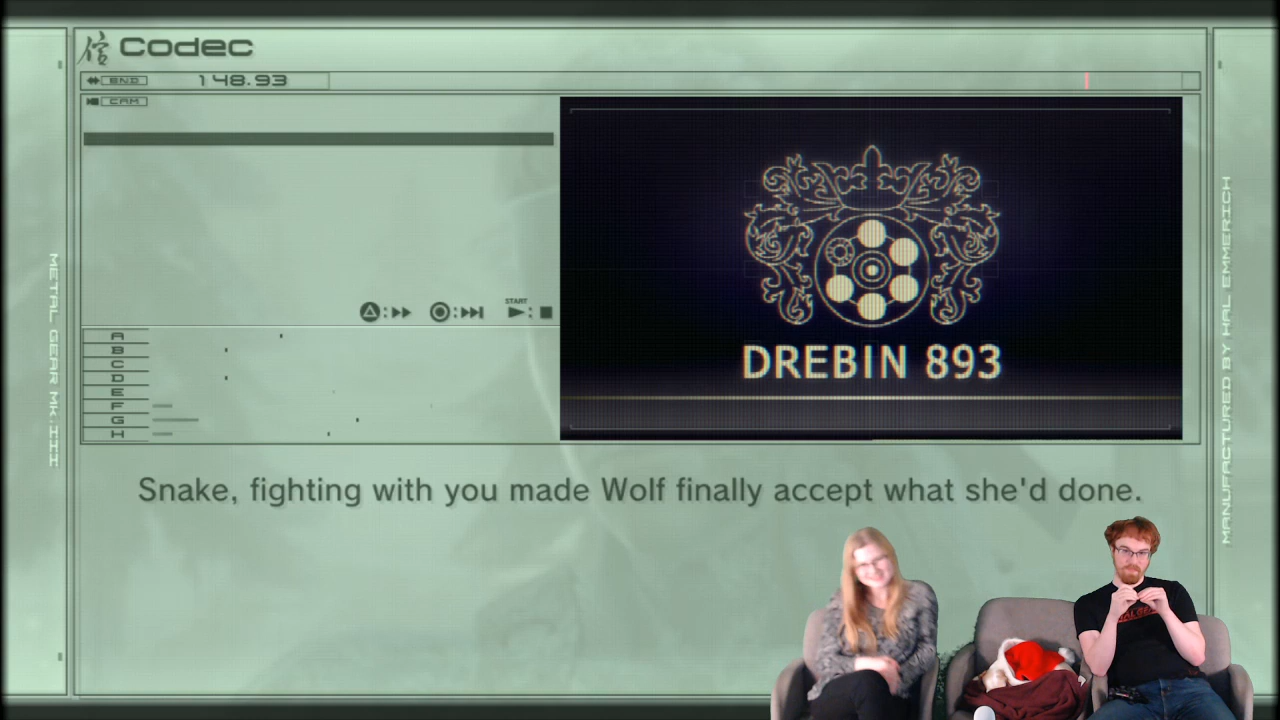 信 Codec
END 148.93
CAM
START
A
B
C
D
E
F
G
H
DREBIN 893
METAL GEAR Mk.III
MANUFACTURED BY HAL EMMERICH
Snake, fighting with you made Wolf finally accept what she'd done.